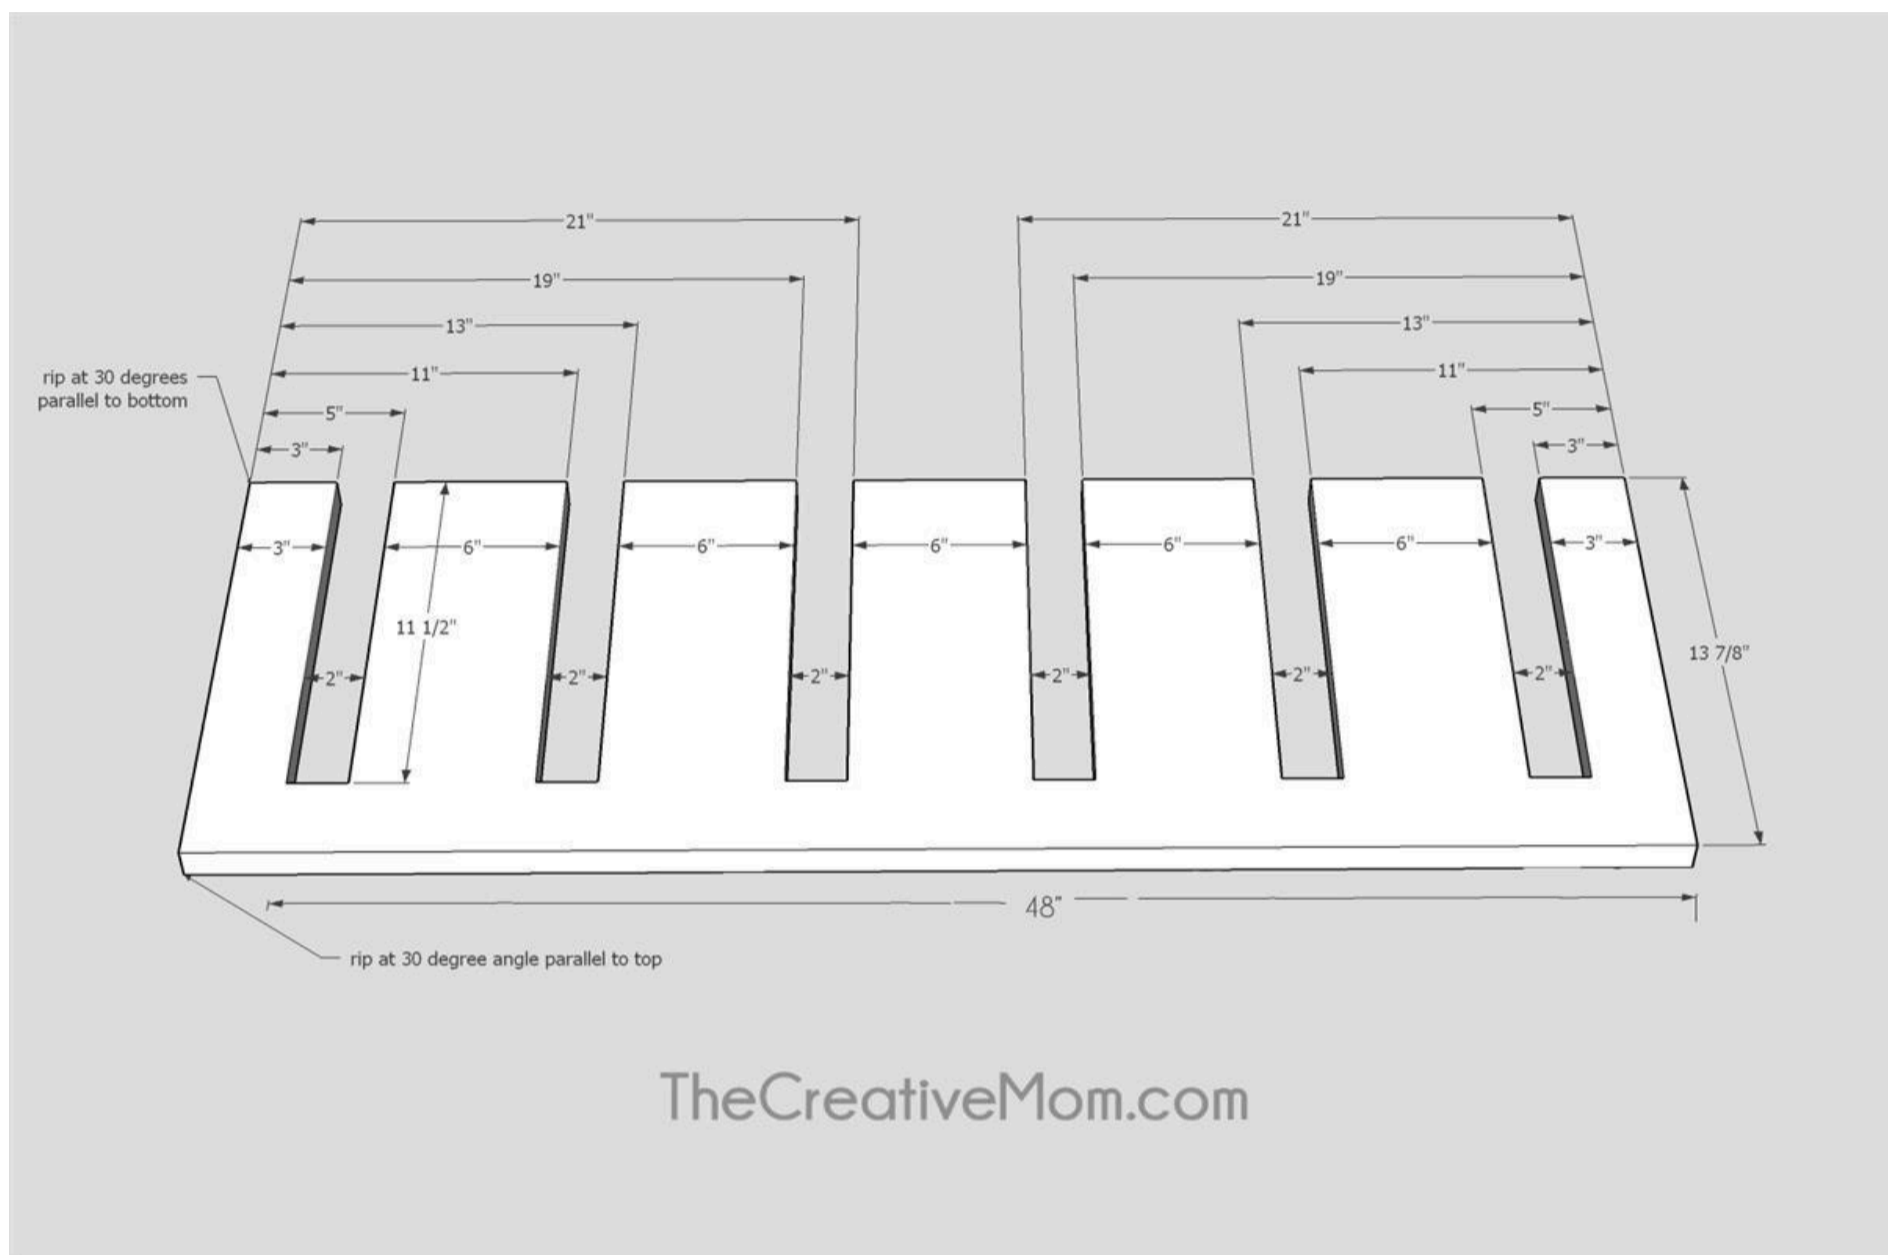 21" 21"
19" 19"
13" 13"
rip at 30 degrees
parallel to bottom
11" 11"
5" 5"
3" 3"
3" 6" 6" 6" 6" 6" 3"
11 1/2"
13 7/8"
2" 2" 2" 2" 2" 2"
48"
rip at 30 degree angle parallel to top
TheCreativeMom.com